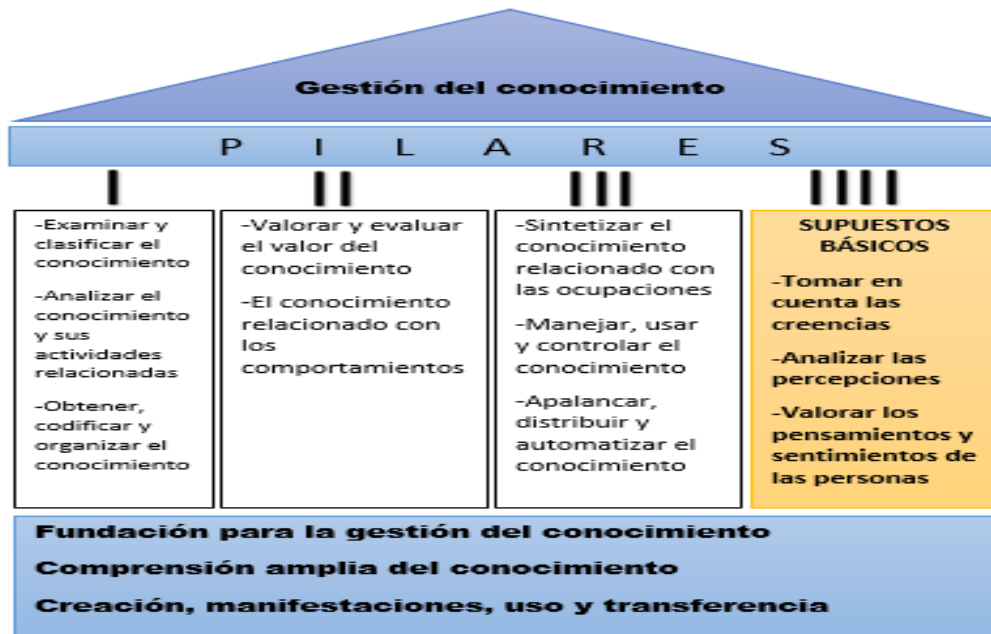 Gestión del conocimiento
P I L A R E S
I II III IIII
-Examinar y
clasificar el
conocimiento
-Analizar el
conocimiento
y sus
actividades
relacionadas
-Obtener,
codificar y
organizar el
conocimiento
-Valorar y evaluar
el valor del
conocimiento
-El conocimiento
relacionado con
los
comportamientos
-Sintetizar el
conocimiento
relacionado con
las ocupaciones
-Manejar, usar
y controlar el
conocimiento
-Apalancar,
distribuir y
automatizar el
conocimiento
SUPUESTOS
BÁSICOS
-Tomar en
cuenta las
creencias
-Analizar las
percepciones
-Valorar los
pensamientos y
sentimientos de
las personas
Fundación para la gestión del conocimiento
Comprensión amplia del conocimiento
Creación, manifestaciones, uso y transferencia